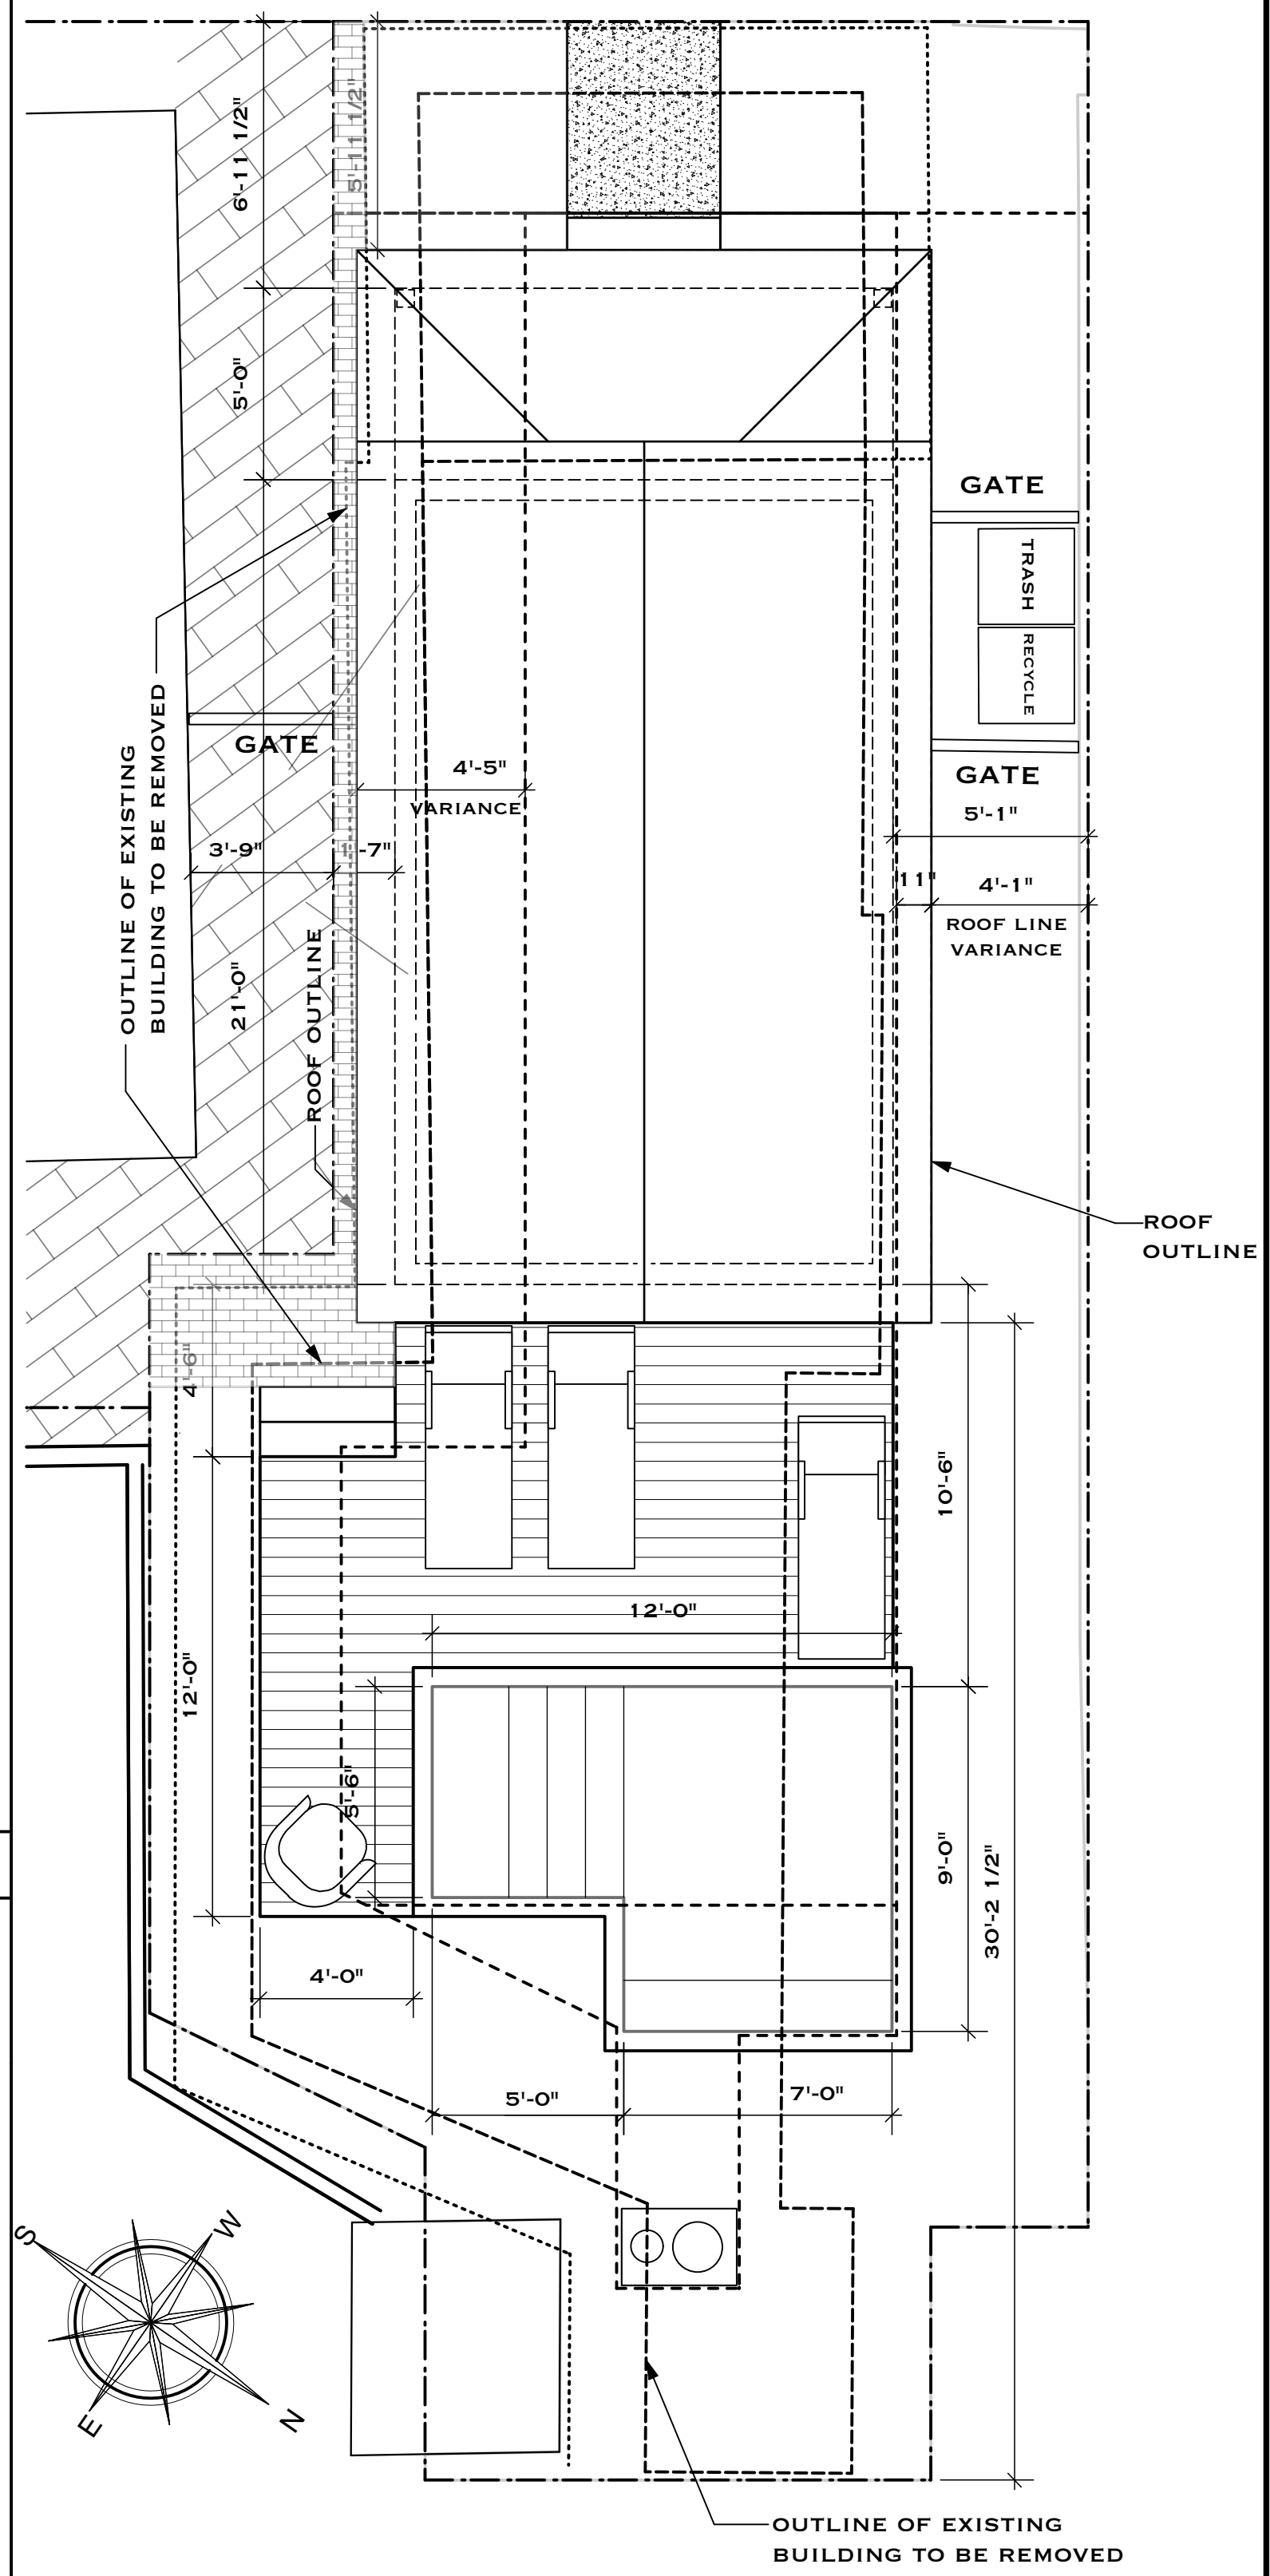 6'-11 1/2"
5'-11 1/2"
5'-0"
GATE
TRASH
RECYCLE
OUTLINE OF EXISTING
BUILDING TO BE REMOVED
GATE
4'-5"
VARIANCE
GATE
5'-1"
3'-9"
1'-7"
11"
4'-1"
ROOF LINE
VARIANCE
21'-0"
ROOF OUTLINE
ROOF
OUTLINE
4'-6"
10'-6"
12'-0"
12'-0"
5'-6"
9'-0"
30'-2 1/2"
4'-0"
5'-0"
7'-0"
S
W
E
N
OUTLINE OF EXISTING
BUILDING TO BE REMOVED